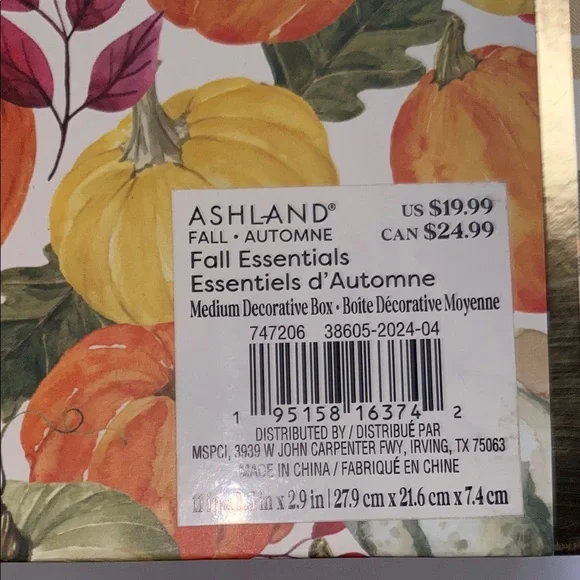 ASHLAND®
US $19.99
FALL • AUTOMNE
CAN $24.99
Fall Essentials
Essentiels d'Automne
Medium Decorative Box • Boite Décorative Moyenne
747206 38605-2024-04
1 95158 16374 2
DISTRIBUTED BY / DISTRIBUÉ PAR
MSPCI, 3939 W JOHN CARPENTER FWY, IRVING, TX 75063
MADE IN CHINA / FABRIQUÉ EN CHINE
in x 2.9 in | 27.9 cm x 21.6 cm x 7.4 cm